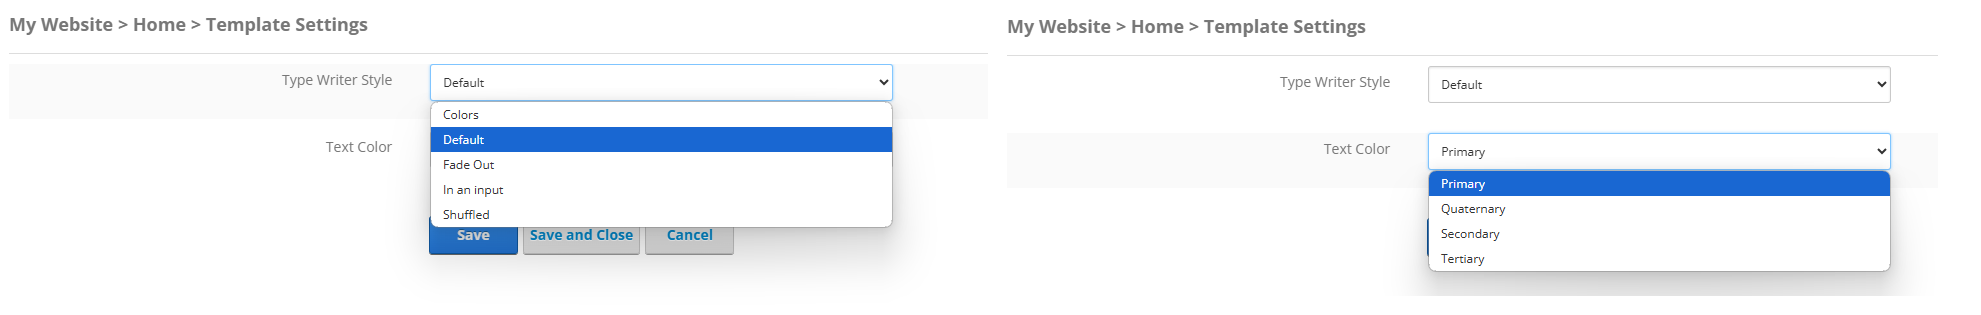 My Website > Home > Template Settings
Type Writer Style
Default
Colors
Default
Fade Out
In an input
Shuffled
Text Color
Save
Save and Close
Cancel
My Website > Home > Template Settings
Type Writer Style
Default
Text Color
Primary
Primary
Quaternary
Secondary
Tertiary